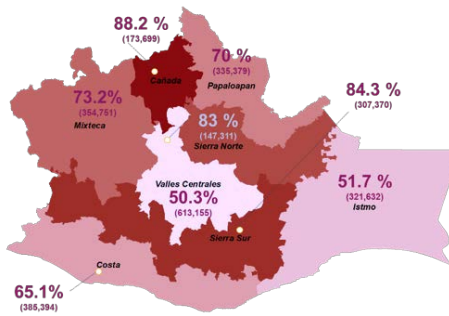 88.2 %
(173,699)
Cañada
70 %
(335,379)
Papaloapan
84.3 %
(307,370)
73.2%
(354,751)
Mixteca
83 %
(147,311)
Sierra Norte
Valles Centrales
50.3%
(613,155)
51.7 %
(321,632)
Istmo
Sierra Sur
Costa
65.1%
(385,394)